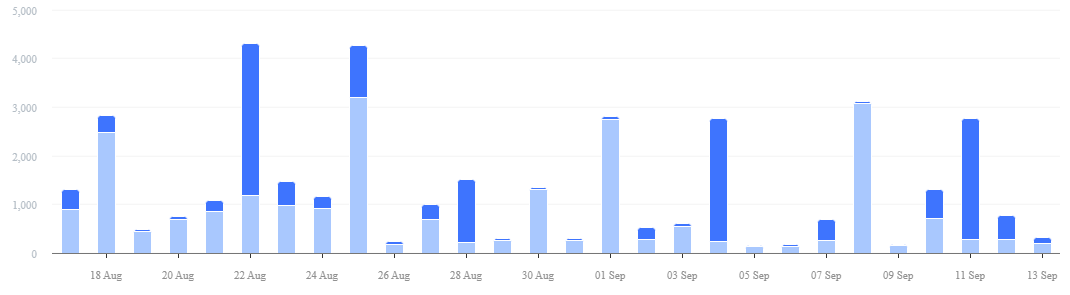 5,000
4,000
3,000
2,000
1,000
0
18 Aug
20 Aug
22 Aug
24 Aug
26 Aug
28 Aug
30 Aug
01 Sep
03 Sep
05 Sep
07 Sep
09 Sep
11 Sep
13 Sep